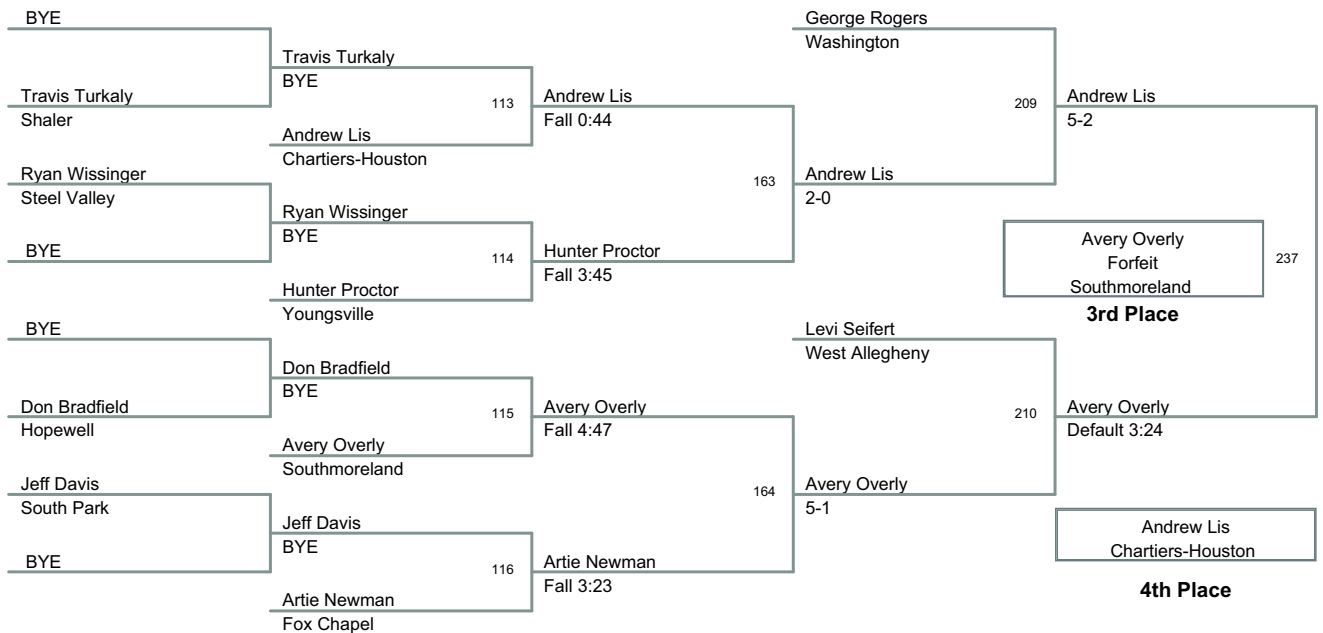 BYE
Travis Turkaly
Shaler
Ryan Wissinger
Steel Valley
BYE
BYE
Don Bradfield
Hopewell
Jeff Davis
South Park
BYE
Travis Turkaly
BYE
Andrew Lis
Chartiers-Houston
Ryan Wissinger
BYE
Hunter Proctor
Youngsville
Don Bradfield
BYE
Avery Overly
Southmoreland
Jeff Davis
BYE
Artie Newman
Fox Chapel
113
114
115
116
Andrew Lis
Fall 0:44
Hunter Proctor
Fall 3:45
Avery Overly
Fall 4:47
Artie Newman
Fall 3:23
163
164
George Rogers
Washington
Andrew Lis
2-0
Levi Seifert
West Allegheny
Avery Overly
5-1
209
210
Andrew Lis
5-2
Avery Overly
Default 3:24
237
Avery Overly
Forfeit
Southmoreland
3rd Place
Andrew Lis
Chartiers-Houston
4th Place